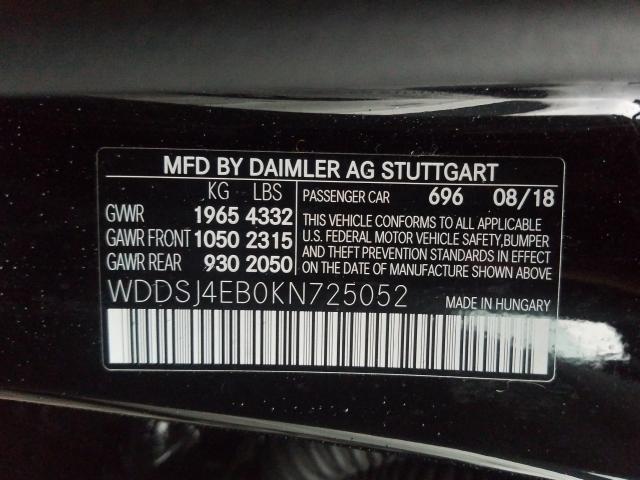 MFD BY DAIMLER AG STUTTGART
KG LBS
GVWR 1965 4332
GAWR FRONT 1050 2315
GAWR REAR 930 2050
PASSENGER CAR 696 08/18
THIS VEHICLE CONFORMS TO ALL APPLICABLE
U.S. FEDERAL MOTOR VEHICLE SAFETY,BUMPER
AND THEFT PREVENTION STANDARDS IN EFFECT
ON THE DATE OF MANUFACTURE SHOWN ABOVE
WDDSJ4EB0KN725052 MADE IN HUNGARY